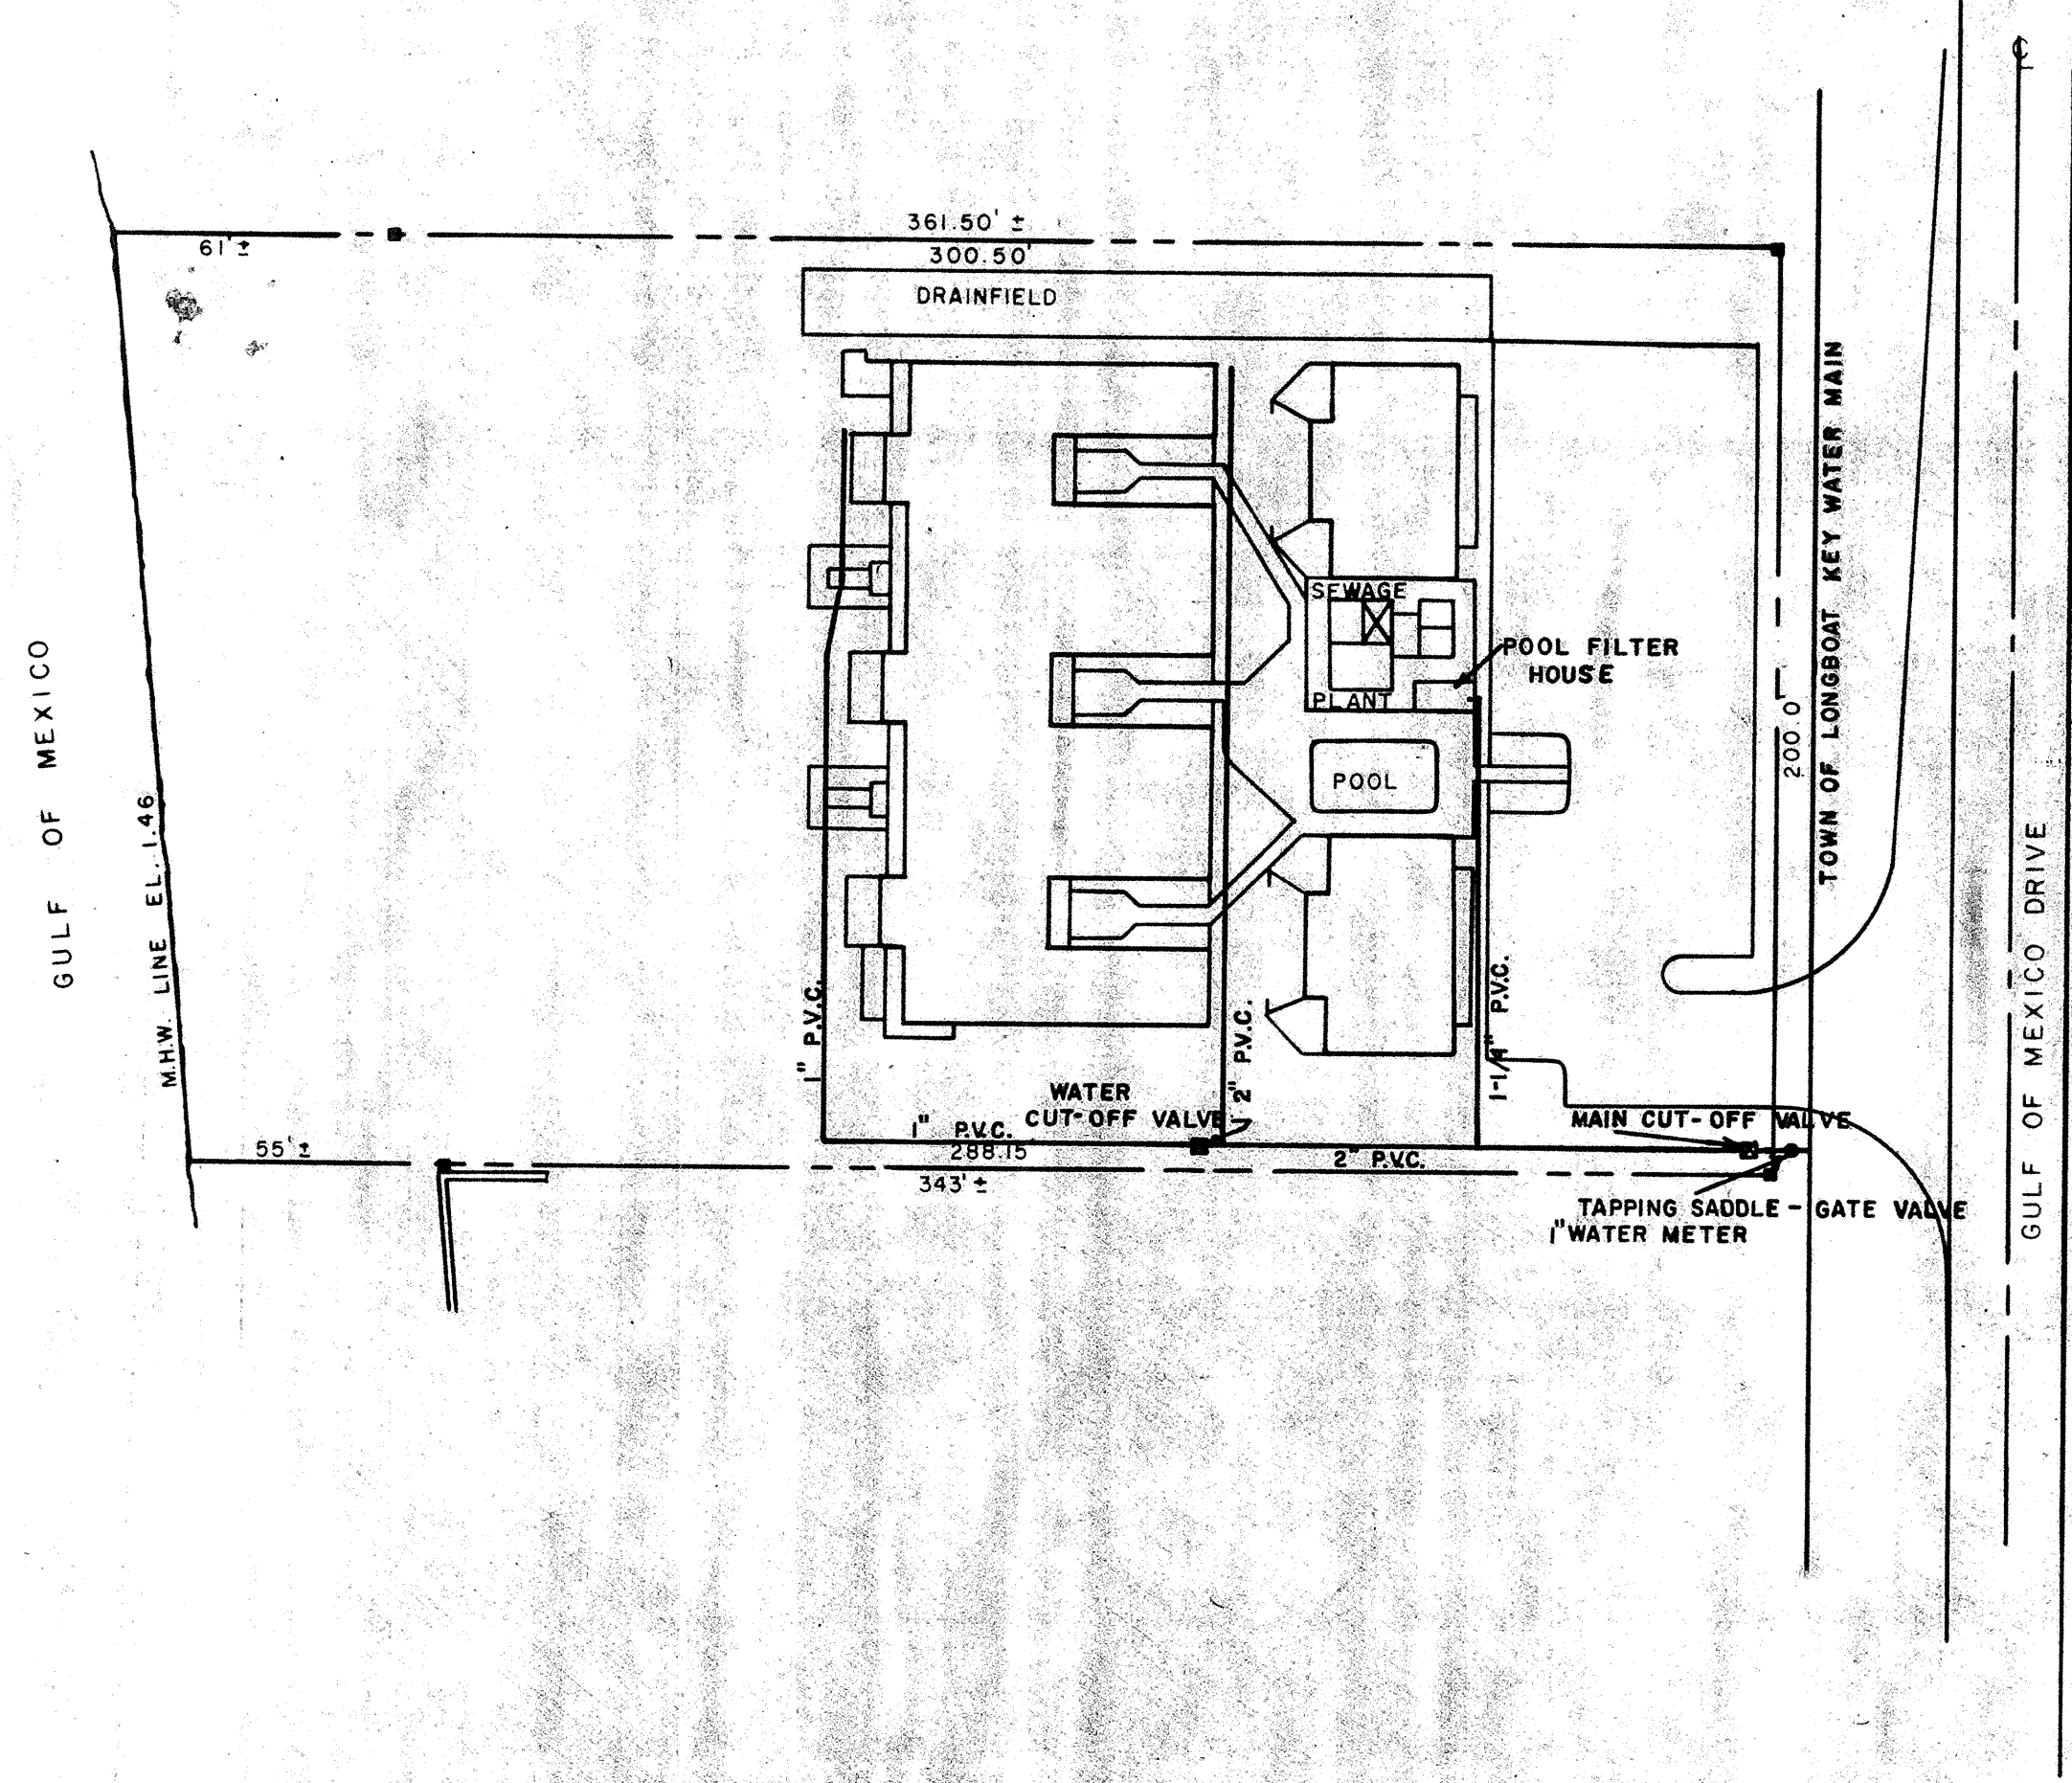 ℄
361.50' ±
61' ±
300.50'
DRAINFIELD
TOWN OF LONGBOAT KEY WATER MAIN
SEWAGE
PLANT
POOL FILTER
HOUSE
POOL
200.0'
GULF OF MEXICO
M.H.W. LINE EL. 1.46
GULF OF MEXICO DRIVE
1" P.V.C.
2" P.V.C.
1-1/4" P.V.C.
WATER
CUT-OFF VALVE
MAIN CUT-OFF VALVE
1" P.V.C.
55' ±
288.15'
2" P.V.C.
343' ±
TAPPING SADDLE - GATE VALVE
1" WATER METER